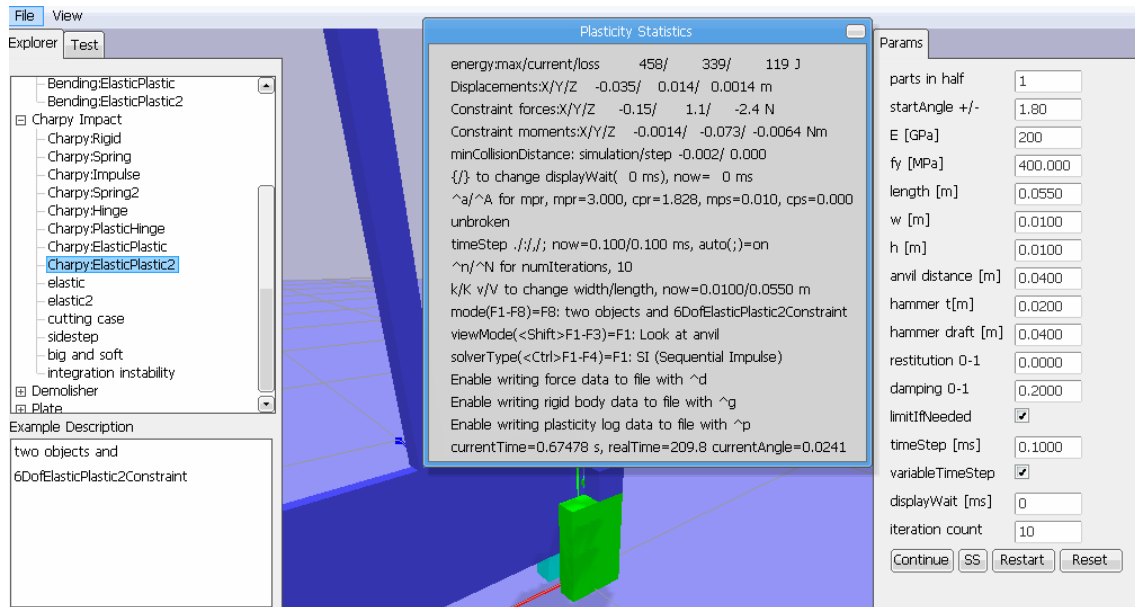 File View
Explorer Test
Bending:ElasticPlastic
Bending:ElasticPlastic2
Charpy Impact
Charpy:Rigid
Charpy:Spring
Charpy:Impulse
Charpy:Spring2
Charpy:Hinge
Charpy:PlasticHinge
Charpy:ElasticPlastic
Charpy:ElasticPlastic2
elastic
elastic2
cutting case
sidestep
big and soft
integration instability
Demolisher
Plate
Example Description
two objects and
6DofElasticPlastic2Constraint
Plasticity Statistics
energy:max/current/loss 458/ 339/ 119 J
Displacements:X/Y/Z -0.035/ 0.014/ 0.0014 m
Constraint forces:X/Y/Z -0.15/ 1.1/ -2.4 N
Constraint moments:X/Y/Z -0.0014/ -0.073/ -0.0064 Nm
minCollisionDistance: simulation/step -0.002/ 0.000
{/} to change displayWait( 0 ms), now= 0 ms
^a/^A for mpr, mpr=3.000, cpr=1.828, mps=0.010, cps=0.000
unbroken
timeStep ./:/,/; now=0.100/0.100 ms, auto(;)=on
^n/^N for numIterations, 10
k/K v/V to change width/length, now=0.0100/0.0550 m
mode(F1-F8)=F8: two objects and 6DofElasticPlastic2Constraint
viewMode(<Shift>F1-F3)=F1: Look at anvil
solverType(<Ctrl>F1-F4)=F1: SI (Sequential Impulse)
Enable writing force data to file with ^d
Enable writing rigid body data to file with ^g
Enable writing plasticity log data to file with ^p
currentTime=0.67478 s, realTime=209.8 currentAngle=0.0241
Params
parts in half 1
startAngle +/- 1.80
E [GPa] 200
fy [MPa] 400.000
length [m] 0.0550
w [m] 0.0100
h [m] 0.0100
anvil distance [m] 0.0400
hammer t[m] 0.0200
hammer draft [m] 0.0400
restitution 0-1 0.0000
damping 0-1 0.2000
limitIfNeeded
timeStep [ms] 0.1000
variableTimeStep
displayWait [ms] 0
iteration count 10
Continue SS Restart Reset